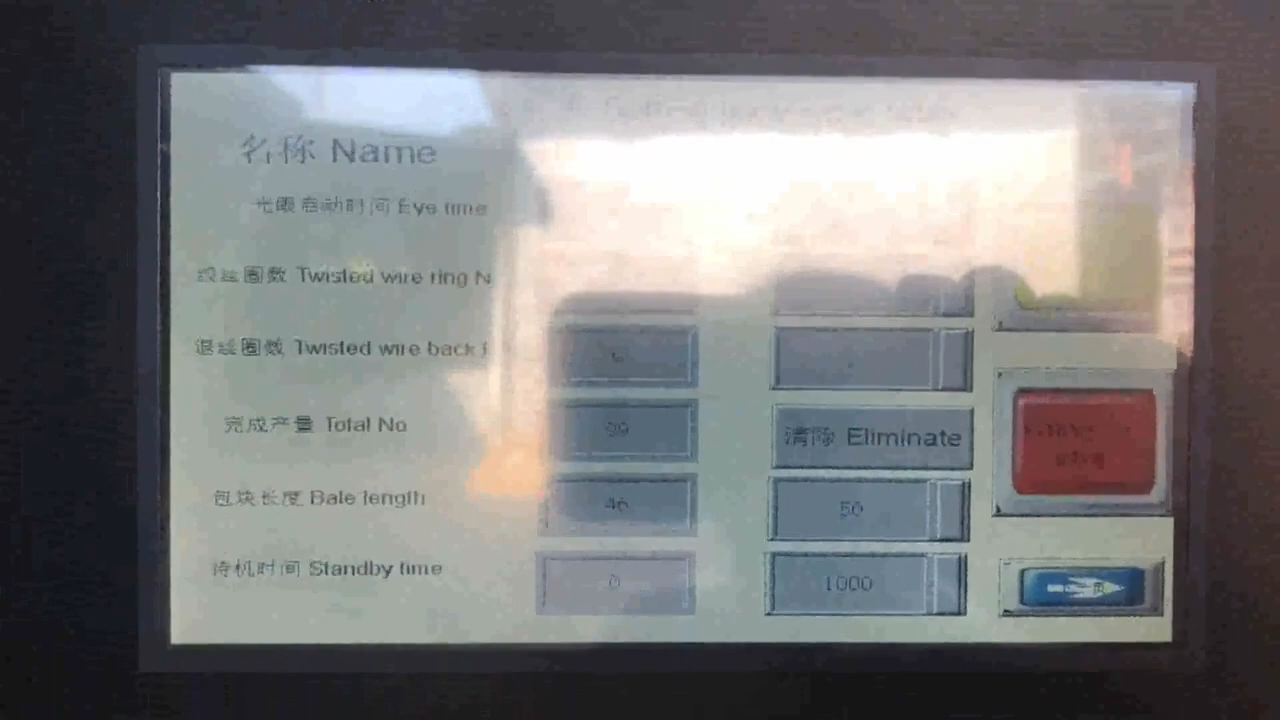 名称 Name
光眼启动时间 Eye time
绞丝圈数 Twisted wire ring N
退丝圈数 Twisted wire back
6
完成产量 Total No
99
清除 Eliminate
包块长度 Bale length
46
50
待机时间 Standby time
0
1000